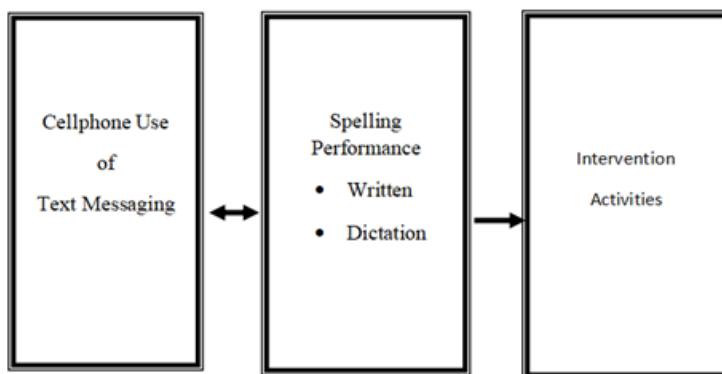 Cellphone Use
of
Text Messaging
Spelling
Performance
• Written
• Dictation
Intervention
Activities